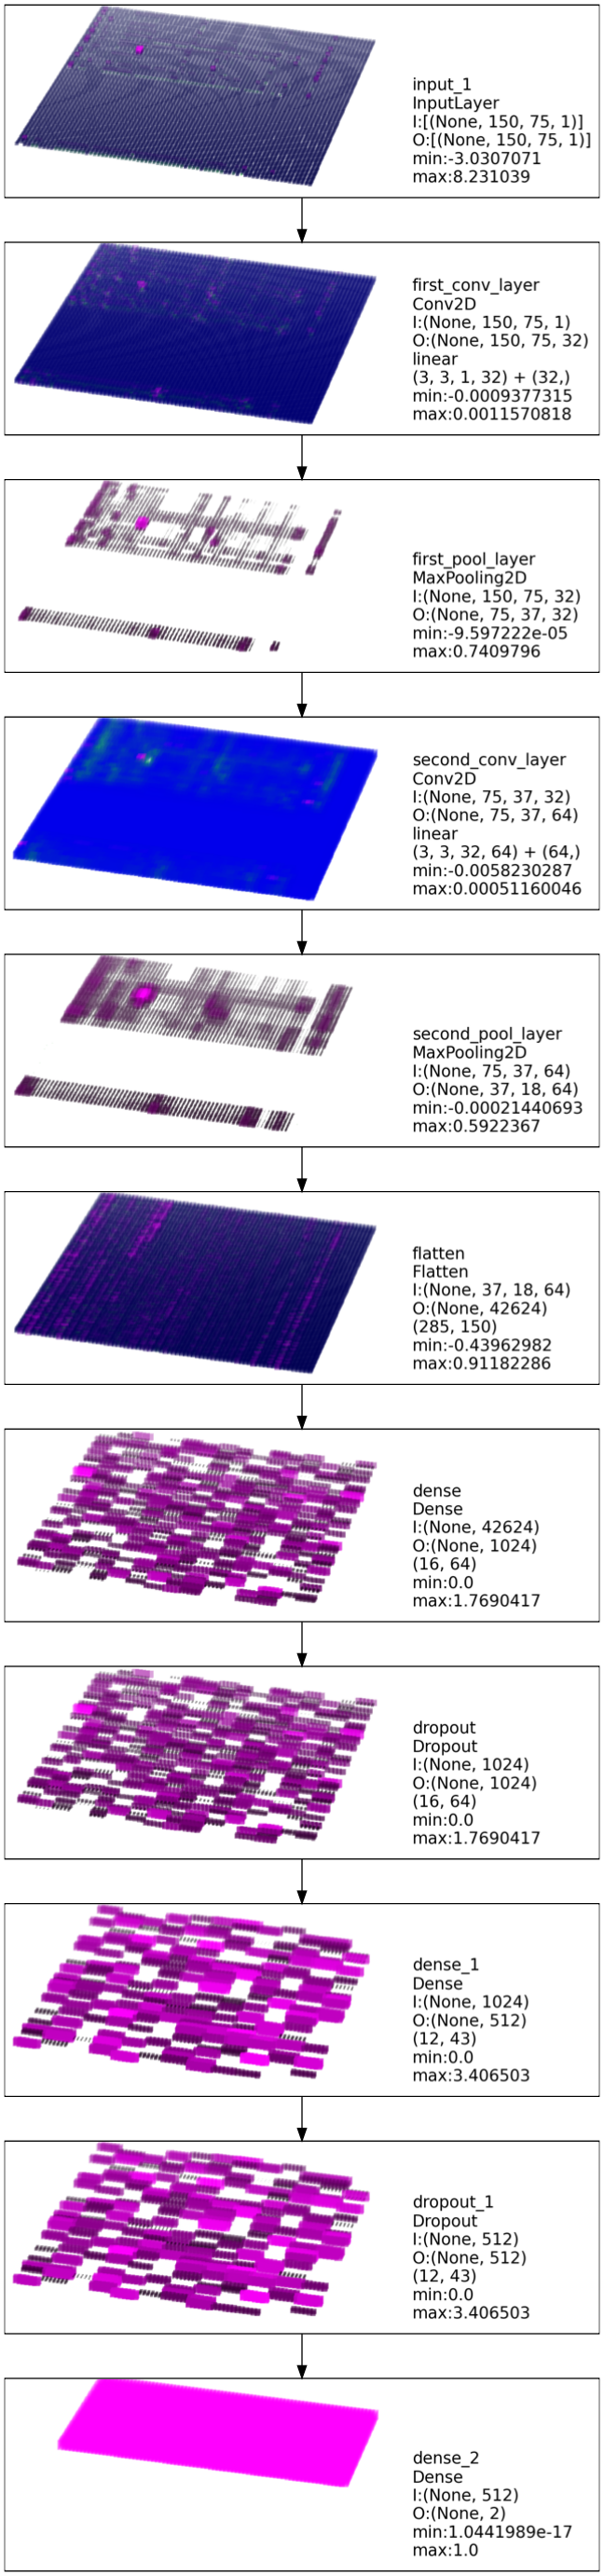 input_1
InputLayer
I:[(None, 150, 75, 1)]
O:[(None, 150, 75, 1)]
min:-3.0307071
max:8.231039
first_conv_layer
Conv2D
I:(None, 150, 75, 1)
O:(None, 150, 75, 32)
linear
(3, 3, 1, 32) + (32,)
min:-0.0009377315
max:0.0011570818
first_pool_layer
MaxPooling2D
I:(None, 150, 75, 32)
O:(None, 75, 37, 32)
min:-9.597222e-05
max:0.7409796
second_conv_layer
Conv2D
I:(None, 75, 37, 32)
O:(None, 75, 37, 64)
linear
(3, 3, 32, 64) + (64,)
min:-0.0058230287
max:0.00051160046
second_pool_layer
MaxPooling2D
I:(None, 75, 37, 64)
O:(None, 37, 18, 64)
min:-0.00021440693
max:0.5922367
flatten
Flatten
I:(None, 37, 18, 64)
O:(None, 42624)
(285, 150)
min:-0.43962982
max:0.91182286
dense
Dense
I:(None, 42624)
O:(None, 1024)
(16, 64)
min:0.0
max:1.7690417
dropout
Dropout
I:(None, 1024)
O:(None, 1024)
(16, 64)
min:0.0
max:1.7690417
dense_1
Dense
I:(None, 1024)
O:(None, 512)
(12, 43)
min:0.0
max:3.406503
dropout_1
Dropout
I:(None, 512)
O:(None, 512)
(12, 43)
min:0.0
max:3.406503
dense_2
Dense
I:(None, 512)
O:(None, 2)
min:1.0441989e-17
max:1.0